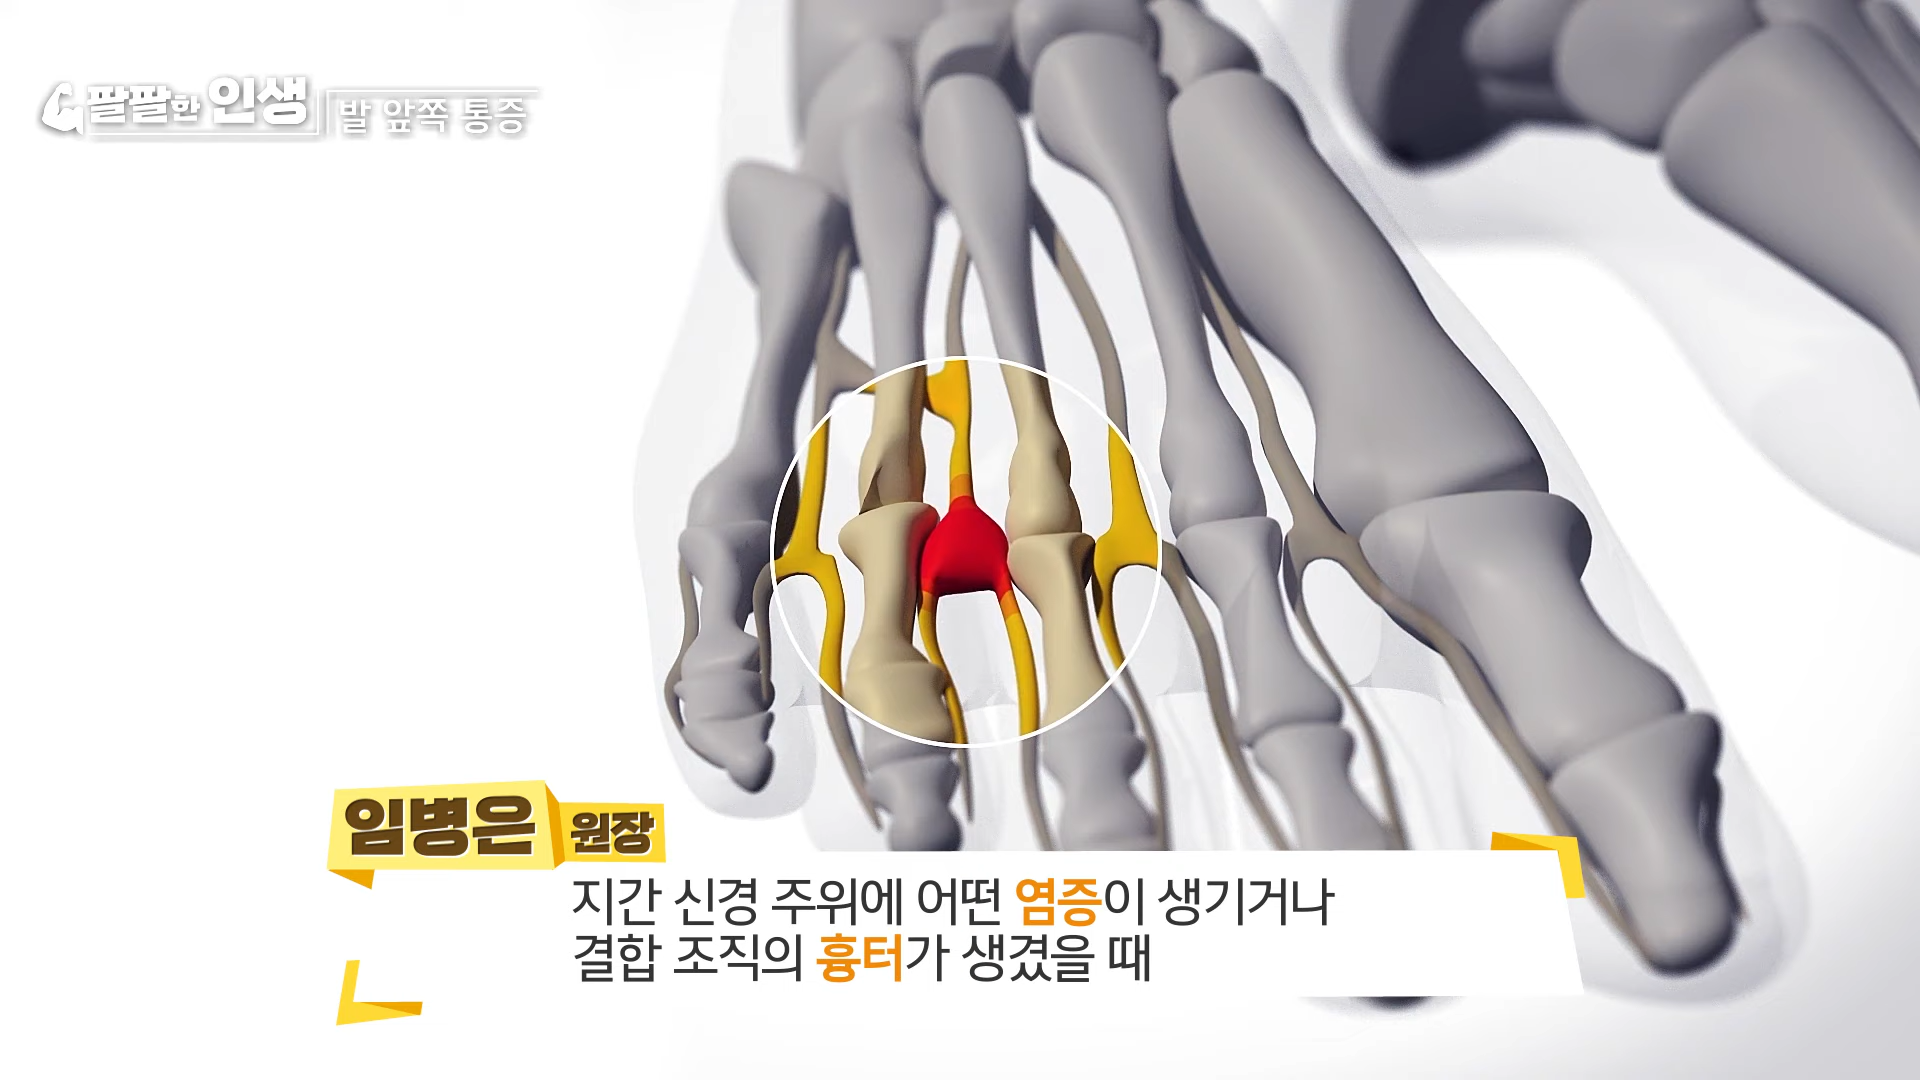 팔팔한 인생 발 앞쪽 통증
임병은 원장
지간 신경 주위에 어떤 염증이 생기거나
결합 조직의 흉터가 생겼을 때